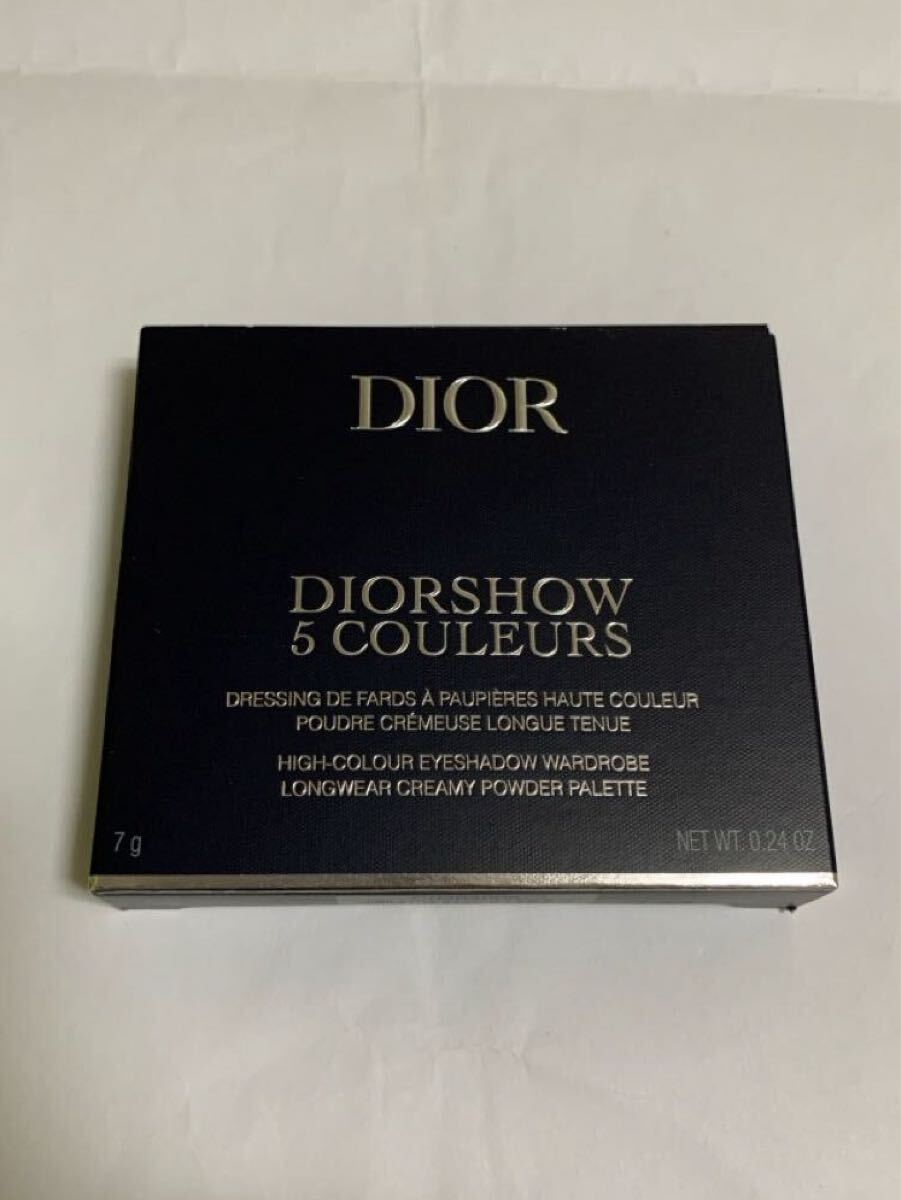 DIOR
DIORSHOW
5 COULEURS
DRESSING DE FARDS À PAUPIÈRES HAUTE COULEUR
POUDRE CRÉMEUSE LONGUE TENUE
HIGH-COLOUR EYESHADOW WARDROBE
LONGWEAR CREAMY POWDER PALETTE
7 g
NET WT. 0.24 OZ